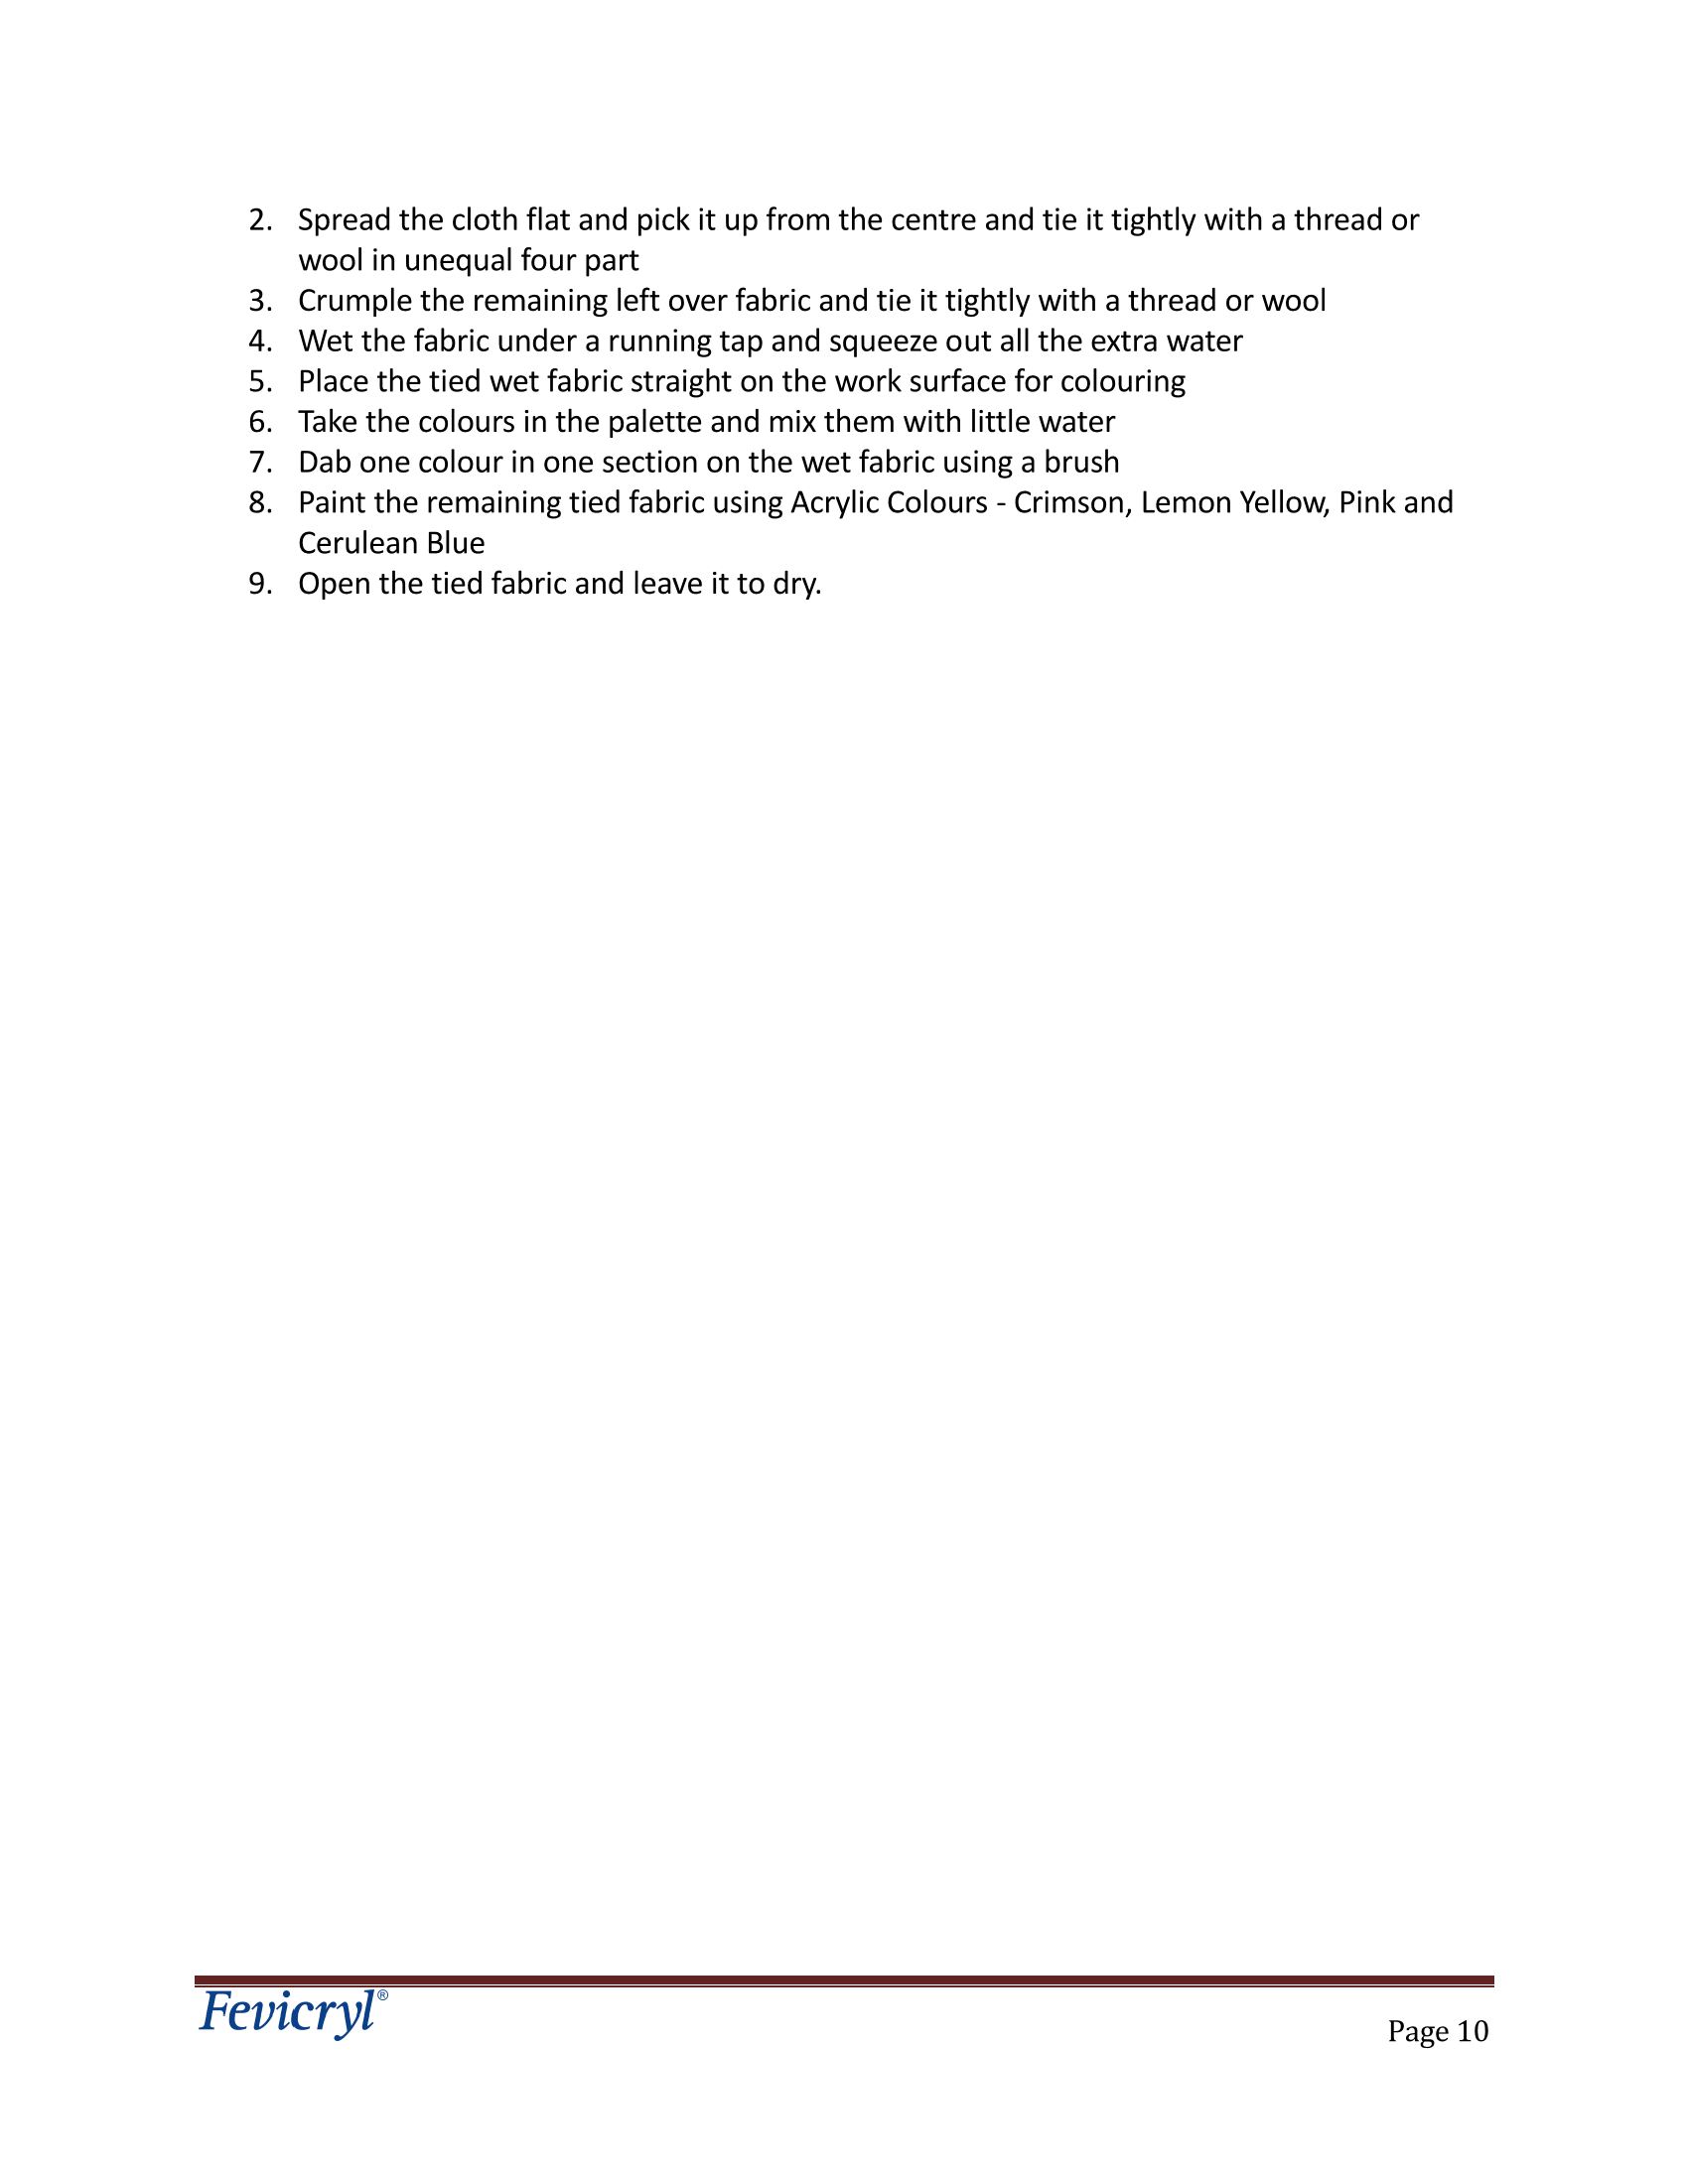 2. Spread the cloth flat and pick it up from the centre and tie it tightly with a thread or
wool in unequal four part
3. Crumple the remaining left over fabric and tie it tightly with a thread or wool
4. Wet the fabric under a running tap and squeeze out all the extra water
5. Place the tied wet fabric straight on the work surface for colouring
6. Take the colours in the palette and mix them with little water
7. Dab one colour in one section on the wet fabric using a brush
8. Paint the remaining tied fabric using Acrylic Colours - Crimson, Lemon Yellow, Pink and
Cerulean Blue
9. Open the tied fabric and leave it to dry.
Fevicryl®
Page 10